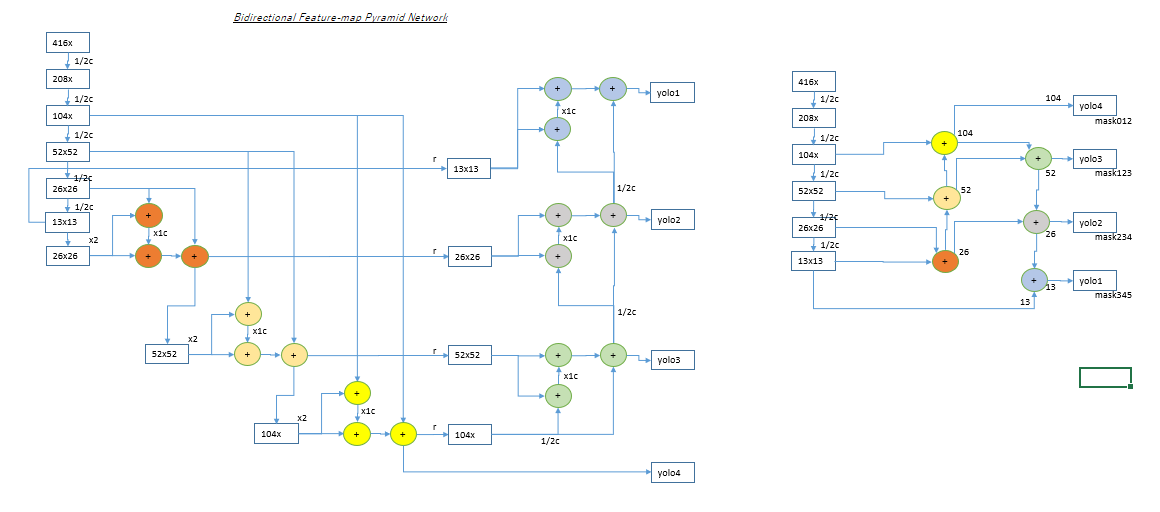 Bidirectional Feature-map Pyramid Network
416x
1/2c
208x
1/2c
104x
1/2c
52x52
1/2c
26x26
1/2c
13x13
x2
26x26
+
x1c
+
+
x2
52x52
+
x1c
+
+
x2
104x
+
x1c
+
+
r
13x13
+
x1c
+
+
yolo1
1/2c
r
26x26
+
x1c
+
+
yolo2
1/2c
r
52x52
+
x1c
+
+
yolo3
r
104x
1/2c
yolo4
416x
1/2c
208x
1/2c
104x
1/2c
52x52
1/2c
26x26
1/2c
13x13
+
104
+
52
+
26
104
yolo4
mask012
+
52
yolo3
mask123
+
26
yolo2
mask234
+
13
13
yolo1
mask345